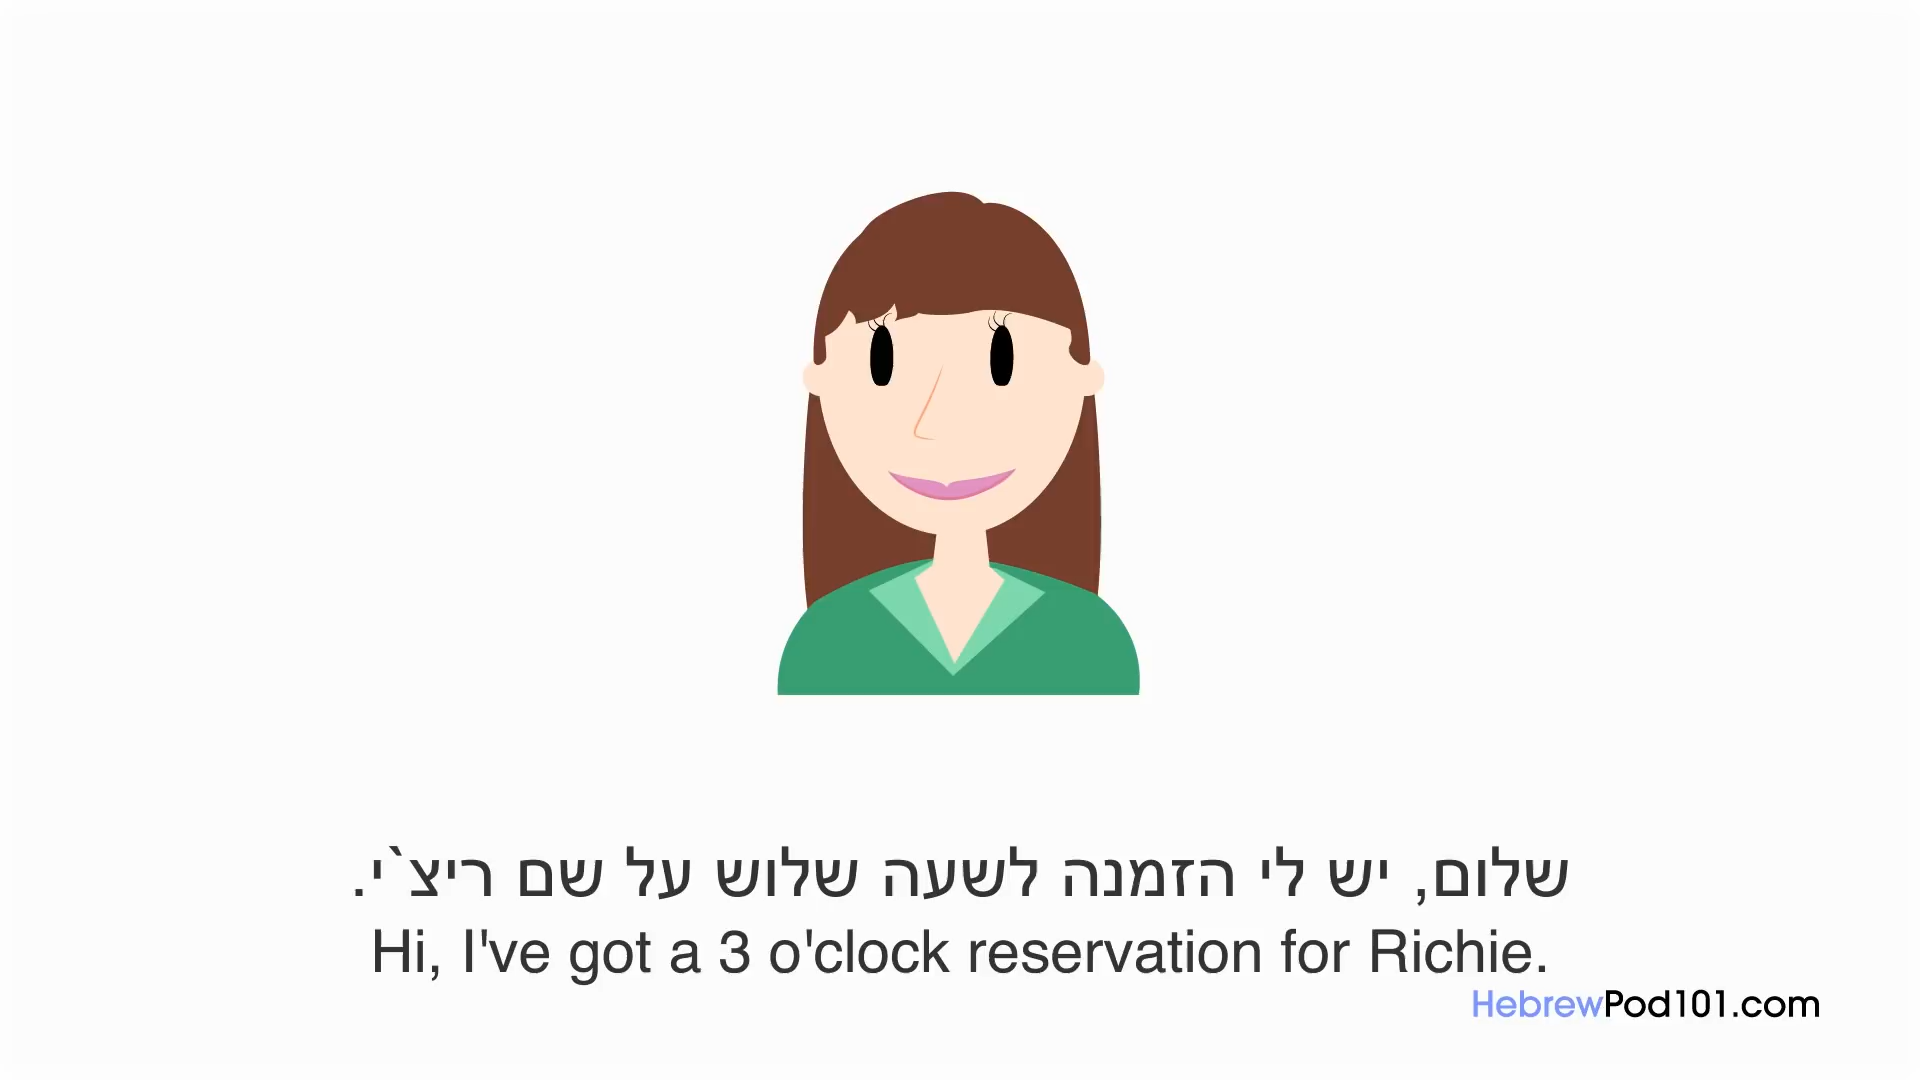 שלום, יש לי הזמנה לשעה שלוש על שם ריצ`י.
Hi, I've got a 3 o'clock reservation for Richie.
HebrewPod101.com